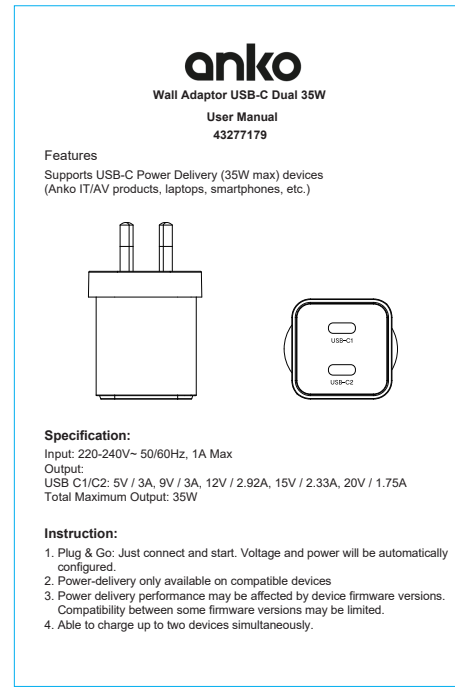 anko
Wall Adaptor USB-C Dual 35W
User Manual
43277179
Features
Supports USB-C Power Delivery (35W max) devices
(Anko IT/AV products, laptops, smartphones, etc.)
USB-C1
USB-C2
Specification:
Input: 220-240V~ 50/60Hz, 1A Max
Output:
USB C1/C2: 5V / 3A, 9V / 3A, 12V / 2.92A, 15V / 2.33A, 20V / 1.75A
Total Maximum Output: 35W
Instruction:
1. Plug & Go: Just connect and start. Voltage and power will be automatically
configured.
2. Power-delivery only available on compatible devices
3. Power delivery performance may be affected by device firmware versions.
Compatibility between some firmware versions may be limited.
4. Able to charge up to two devices simultaneously.